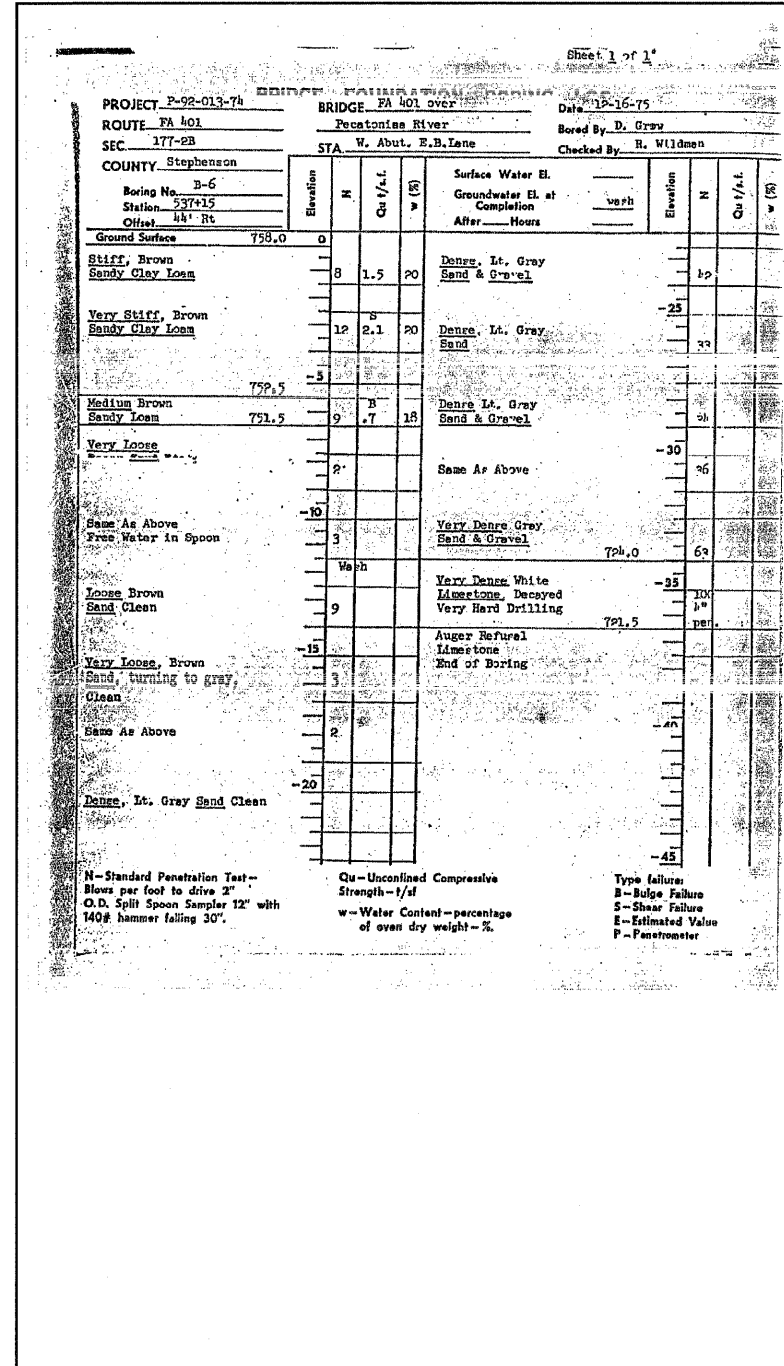 Sheet 1 of 1
BRIDGE FOUNDATION BORING LOG
PROJECT P-92-013-74
ROUTE FA 401
SEC. 177-2B
COUNTY Stephenson
Boring No. B-6
Station 537+15
Offset 44' Rt
BRIDGE FA 401 over
Pecatonica River
STA. W. Abut. E.B.Lane
Date 12-16-75
Bored By D. Grow
Checked By R. Wildman
Elevation
N
Qu t/s.f.
w (%)
Surface Water El.
Groundwater El. at
Completion wash
After Hours
Elevation
N
Qu t/s.f.
w (%)
Ground Surface 758.0 0
Stiff, Brown
Sandy Clay Loam 8 1.5 20
Very Stiff, Brown S
Sandy Clay Loam 12 2.1 20
-5
752.5
Medium Brown B
Sandy Loam 751.5 9 .7 18
Very Loose
2
-10
Same As Above
Free Water in Spoon 3
Wash
Loose Brown
Sand Clean 9
-15
Very Loose, Brown
Sand, turning to gray, 3
Clean
Same As Above 2
-20
Dense, Lt. Gray Sand Clean
Dense, Lt. Gray
Sand & Gravel
-25
Dense, Lt. Gray
Sand 33
Dense Lt. Gray
Sand & Gravel
-30
Same As Above 36
Very Dense Gray
Sand & Gravel
724.0 63
Very Dense White -35
Limestone, Decayed 100
Very Hard Drilling 4"
721.5 pen.
Auger Refusal
Limestone
End of Boring
-40
-45
N–Standard Penetration Test–
Blows per foot to drive 2"
O.D. Split Spoon Sampler 12" with
140# hammer falling 30".
Qu–Unconfined Compressive
Strength–t/sf
w–Water Content–percentage
of oven dry weight–%.
Type failure:
B–Bulge Failure
S–Shear Failure
E–Estimated Value
P–Penetrometer